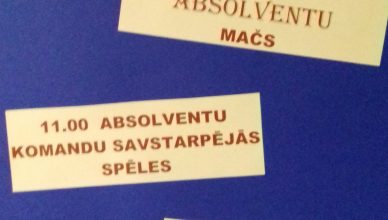 ABSOLVENTU
MAČS
11.00 ABSOLVENTU
KOMANDU SAVSTARPĒJĀS
SPĒLES